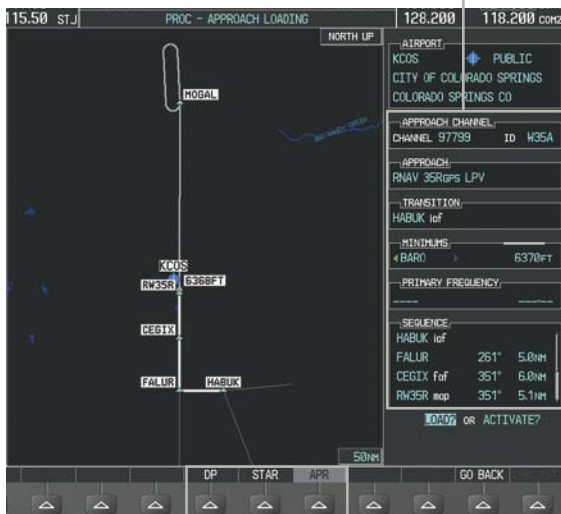 115.50 STJ PROC - APPROACH LOADING 128.200 118.200 COM2
NORTH UP
MOGAL
BIG SANDY CREEK
KCOS
RW35R 6368FT
CEGIX
FALUR HABUK
50NM
AIRPORT
KCOS PUBLIC
CITY OF COLORADO SPRINGS
COLORADO SPRINGS CO
APPROACH CHANNEL
CHANNEL 97799 ID W35A
APPROACH
RNAV 35RGPS LPV
TRANSITION
HABUK iaf
MINIMUMS
BARO 6370FT
PRIMARY FREQUENCY
---- ---.--
SEQUENCE
HABUK iaf
FALUR 261° 5.0NM
CEGIX faf 351° 6.0NM
RW35R map 351° 5.1NM
LOAD? OR ACTIVATE?
DP STAR APR GO BACK